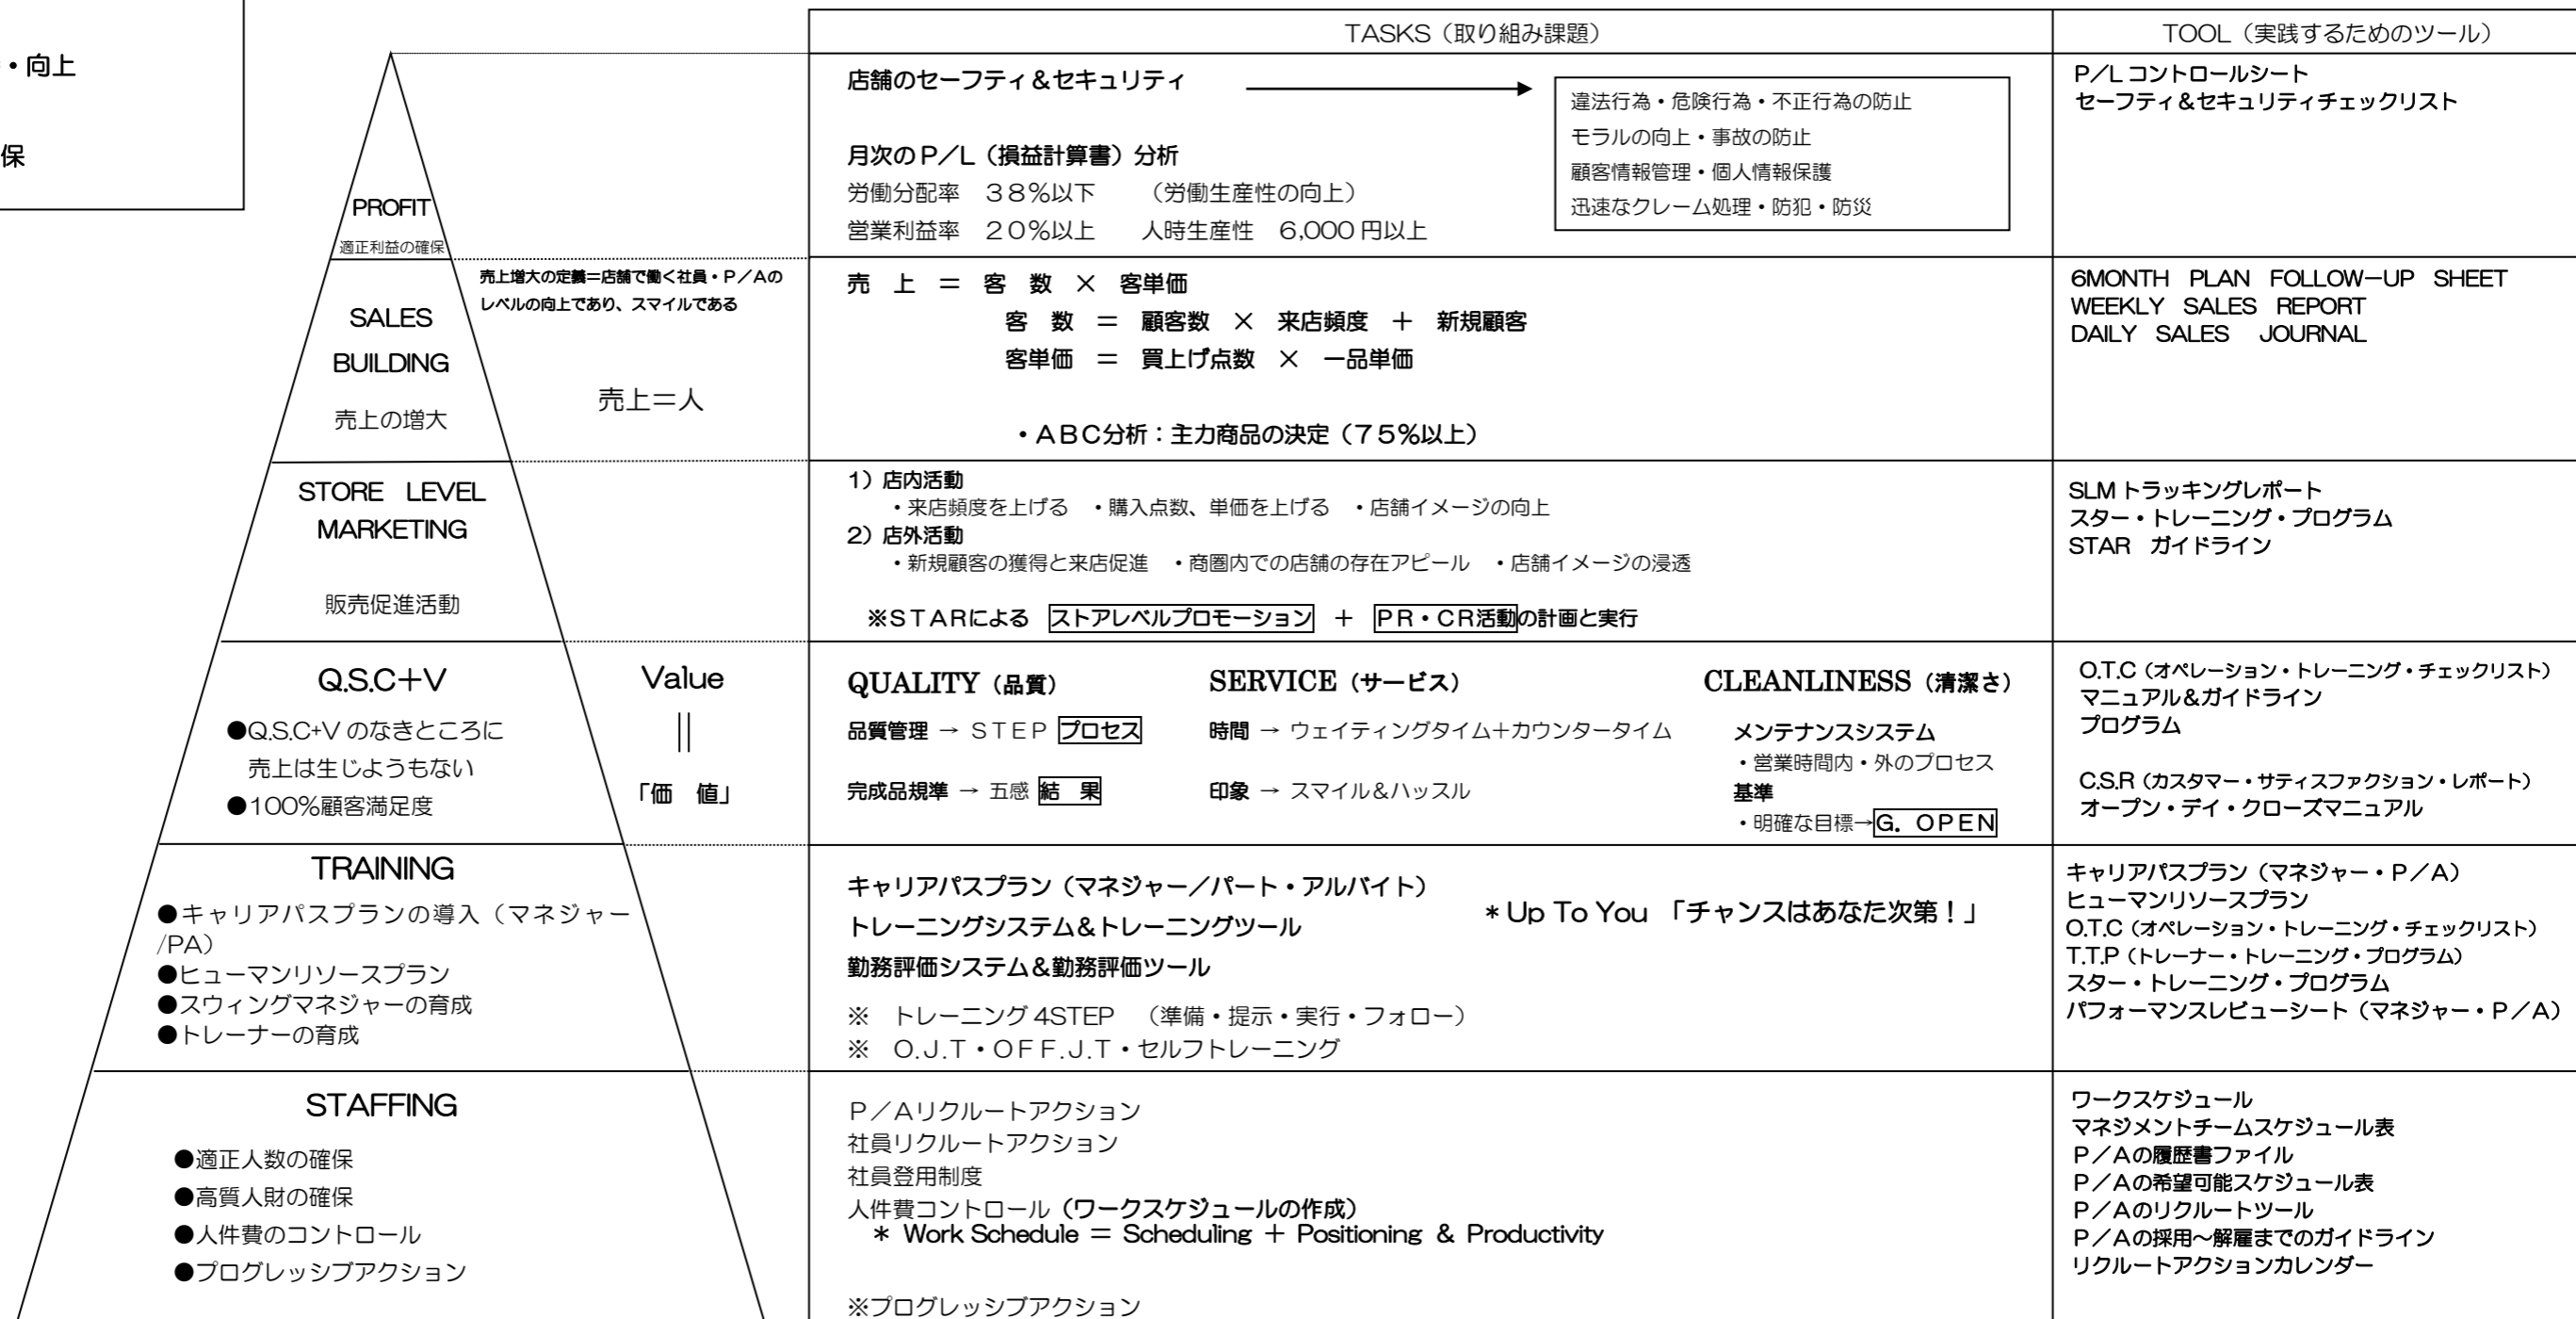 ・向上
保
TASKS（取り組み課題）
TOOL（実践するためのツール）
PROFIT
適正利益の確保
店舗のセーフティ＆セキュリティ
違法行為・危険行為・不正行為の防止
モラルの向上・事故の防止
顧客情報管理・個人情報保護
迅速なクレーム処理・防犯・防災
月次のＰ／Ｌ（損益計算書）分析
労働分配率　３８％以下　　（労働生産性の向上）
営業利益率　２０％以上　　人時生産性　6,000 円以上
P／L コントロールシート
セーフティ＆セキュリティチェックリスト
SALES
BUILDING
売上の増大
売上増大の定義＝店舗で働く社員・Ｐ／Ａの
レベルの向上であり、スマイルである
売上＝人
売　上　＝　客　数　×　客単価
客　数　＝　顧客数　×　来店頻度　＋　新規顧客
客単価　＝　買上げ点数　×　一品単価
・ＡＢＣ分析：主力商品の決定（７５％以上）
6MONTH　PLAN　FOLLOW－UP　SHEET
WEEKLY　SALES　REPORT
DAILY　SALES　JOURNAL
STORE　LEVEL
MARKETING
販売促進活動
1）店内活動
・来店頻度を上げる　・購入点数、単価を上げる　・店舗イメージの向上
2）店外活動
・新規顧客の獲得と来店促進　・商圏内での店舗の存在アピール　・店舗イメージの浸透
※ＳＴＡＲによる　ストアレベルプロモーション　＋　ＰＲ・ＣＲ活動の計画と実行
SLM トラッキングレポート
スター・トレーニング・プログラム
STAR　ガイドライン
Q.S.C＋V
●Q.S.C+V のなきところに
売上は生じようもない
●100％顧客満足度
Value
||
「価　値」
QUALITY（品質）
品質管理 → ＳＴＥＰ プロセス
完成品規準 → 五感 結　果
SERVICE（サービス）
時間 → ウェイティングタイム＋カウンタータイム
印象 → スマイル＆ハッスル
CLEANLINESS（清潔さ）
メンテナンスシステム
・営業時間内・外のプロセス
基準
・明確な目標→Ｇ．ＯＰＥＮ
O.T.C（オペレーション・トレーニング・チェックリスト）
マニュアル＆ガイドライン
プログラム
C.S.R（カスタマー・サティスファクション・レポート）
オープン・デイ・クローズマニュアル
TRAINING
●キャリアパスプランの導入（マネジャー
/PA）
●ヒューマンリソースプラン
●スウィングマネジャーの育成
●トレーナーの育成
キャリアパスプラン（マネジャー／パート・アルバイト）
トレーニングシステム＆トレーニングツール
勤務評価システム＆勤務評価ツール
＊Up To You 「チャンスはあなた次第！」
※　トレーニング 4STEP　（準備・提示・実行・フォロー）
※　O.J.T・ＯＦＦ.J.T・セルフトレーニング
キャリアパスプラン（マネジャー・Ｐ／Ａ）
ヒューマンリソースプラン
O.T.C（オペレーション・トレーニング・チェックリスト）
T.T.P（トレーナー・トレーニング・プログラム）
スター・トレーニング・プログラム
パフォーマンスレビューシート（マネジャー・Ｐ／Ａ）
STAFFING
●適正人数の確保
●高質人財の確保
●人件費のコントロール
●プログレッシブアクション
Ｐ／Ａリクルートアクション
社員リクルートアクション
社員登用制度
人件費コントロール（ワークスケジュールの作成）
＊ Work Schedule ＝ Scheduling ＋ Positioning ＆ Productivity
※プログレッシブアクション
ワークスケジュール
マネジメントチームスケジュール表
Ｐ／Ａの履歴書ファイル
Ｐ／Ａの希望可能スケジュール表
Ｐ／Ａのリクルートツール
Ｐ／Ａの採用～解雇までのガイドライン
リクルートアクションカレンダー